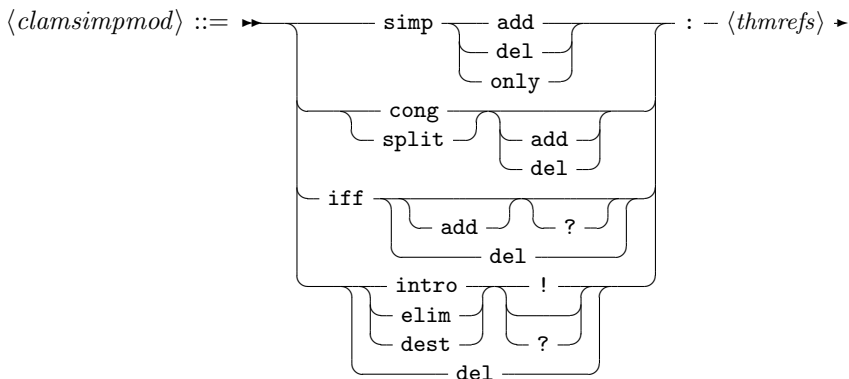 ⟨clamsimpmod⟩ ::= simp add : ⟨thmrefs⟩
del
only
cong
split add
del
iff
add ?
del
intro !
elim
dest ?
del